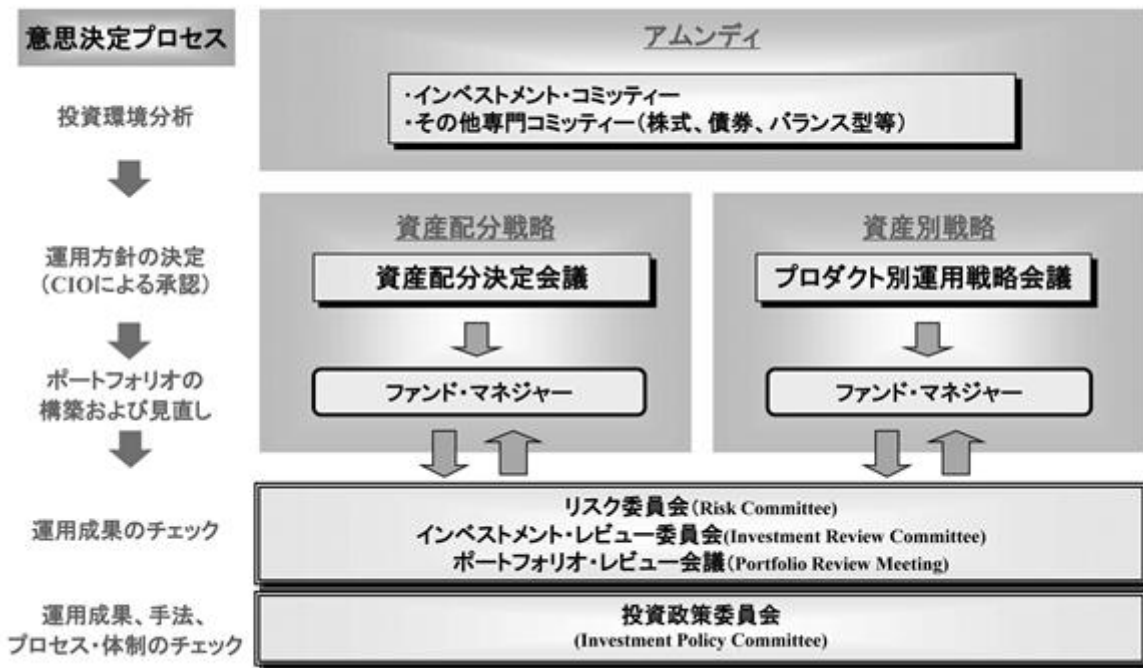 意思決定プロセス
アムンディ
・インベストメント・コミッティー
・その他専門コミッティー(株式、債券、バランス型等)
投資環境分析
資産配分戦略
資産別戦略
運用方針の決定
(CIOによる承認)
資産配分決定会議
プロダクト別運用戦略会議
ポートフォリオの
構築および見直し
ファンド・マネジャー
ファンド・マネジャー
運用成果のチェック
リスク委員会(Risk Committee)
インベストメント・レビュー委員会(Investment Review Committee)
ポートフォリオ・レビュー会議(Portfolio Review Meeting)
運用成果、手法、
プロセス・体制のチェック
投資政策委員会
(Investment Policy Committee)